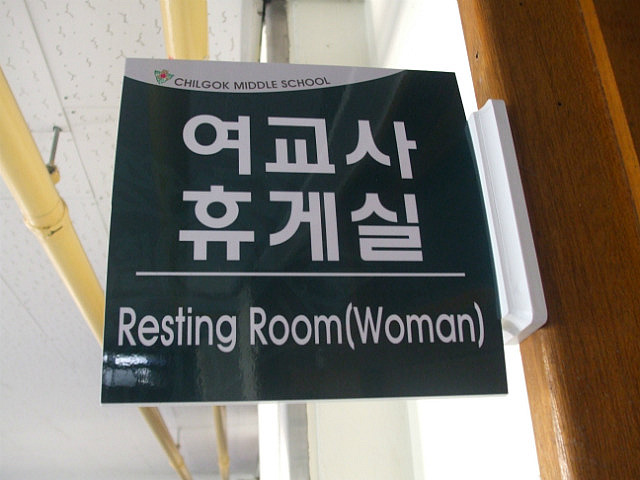 CHILGOK MIDDLE SCHOOL
여교사
휴게실
Resting Room(Woman)